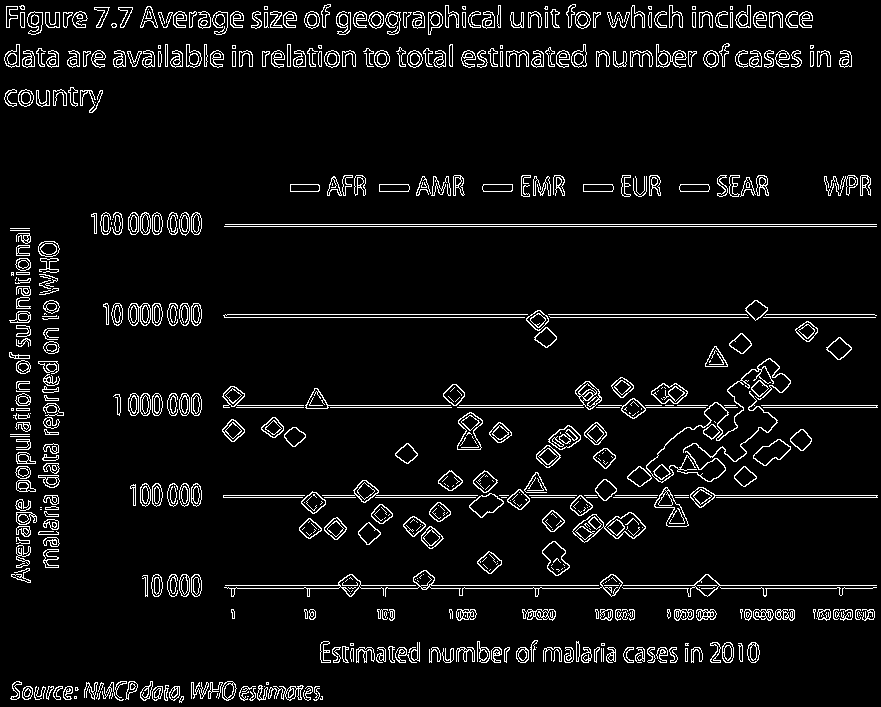 Figure 7.7 Average size of geographical unit for which incidence
data are available in relation to total estimated number of cases in a
country
AFR AMR EMR EUR SEAR WPR
Average population of subnational
malaria data reprted on to WHO
100 000 000
10 000 000
1 000 000
100 000
10 000
1 10 100 1 000 10 000 100 000 1 000 000 10 000 000 100 000 000
Estimated number of malaria cases in 2010
Source: NMCP data, WHO estimates.